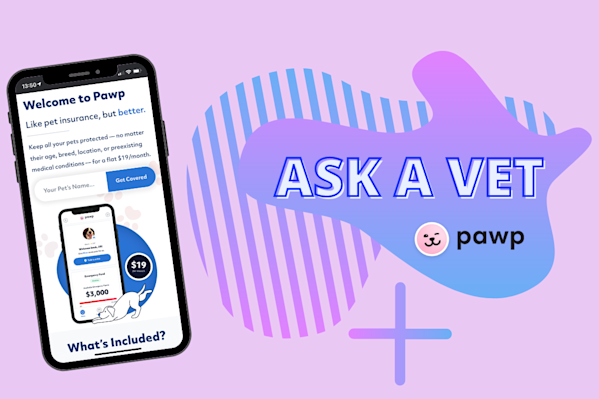 13:50
Welcome to Pawp
Like pet insurance, but better.
Keep all your pets protected — no matter
their age, breed, location, or preexisting
medical conditions — for a flat $19/month.
Your Pet's Name...
Get Covered
pawp
$19
$3,000
What's Included?
ASK A VET
pawp